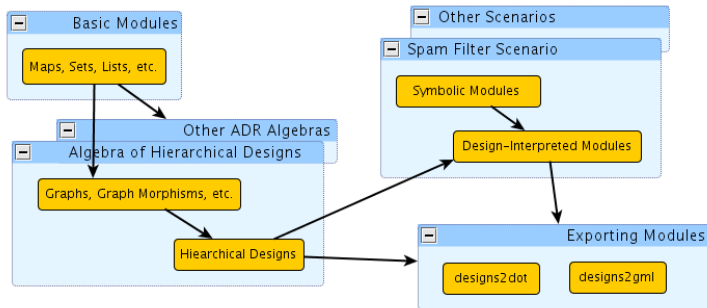 Basic Modules
Maps, Sets, Lists, etc.
Other ADR Algebras
Algebra of Hierarchical Designs
Graphs, Graph Morphisms, etc.
Hiearchical Designs
Other Scenarios
Spam Filter Scenario
Symbolic Modules
Design-Interpreted Modules
Exporting Modules
designs2dot
designs2gml